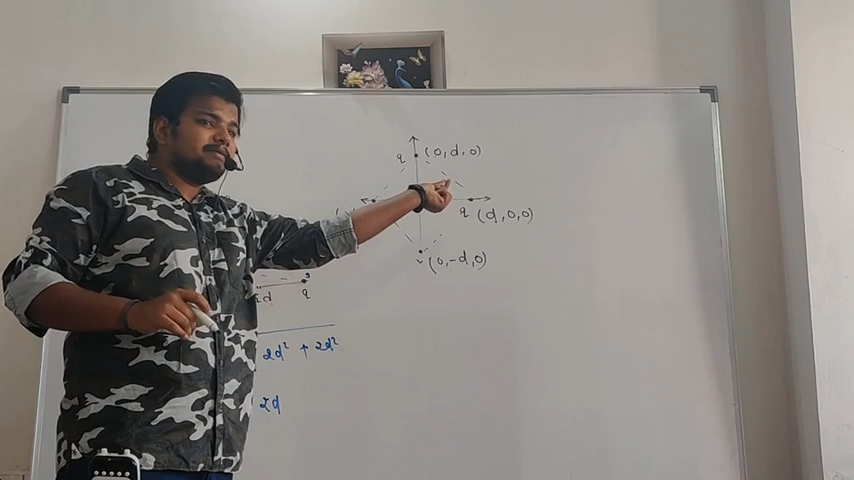 q (0,d,0)
q (d,0,0)
(0,-d,0)
q
2d² + 2d²
2d